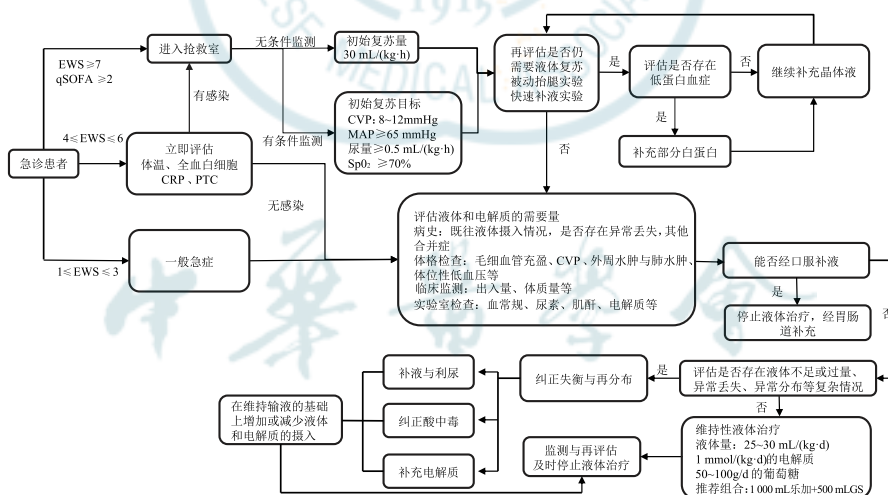 EWS≥7
qSOFA ≥2
进入抢救室
无条件监测
初始复苏量
30 mL/(kg·h)
再评估是否仍
需要液体复苏
被动抬腿实验
快速补液实验
是
评估是否存在
低蛋白血症
否
继续补充晶体液
有感染
有条件监测
初始复苏目标
CVP: 8~12mmHg
MAP≥65 mmHg
尿量≥0.5 mL/(kg·h)
Sp0₂ ≥70%
是
补充部分白蛋白
4≤EWS≤6
急诊患者
立即评估
体温、全血白细胞
CRP、PTC
无感染
否
1≤EWS≤3
一般急症
评估液体和电解质的需要量
病史：既往液体摄入情况，是否存在异常丢失，其他
合并症
体格检查：毛细血管充盈、CVP、外周水肿与肺水肿、
体位性低血压等
临床监测：出入量、体质量等
实验室检查：血常规、尿素、肌酐、电解质等
能否经口服补液
是
停止液体治疗，经胃肠
道补充
否
评估是否存在液体不足或过量、
异常丢失、异常分布等复杂情况
是
纠正失衡与再分布
补液与利尿
纠正酸中毒
补充电解质
在维持输液的基础
上增加或减少液体
和电解质的摄入
否
维持性液体治疗
液体量：25~30 mL/(kg·d)
1 mmol/(kg·d)的电解质
50~100g/d 的葡萄糖
推荐组合:1 000 mL乐加+500 mLGS
监测与再评估
及时停止液体治疗
1915
MEDICAL ASSOCIA
中华医学会